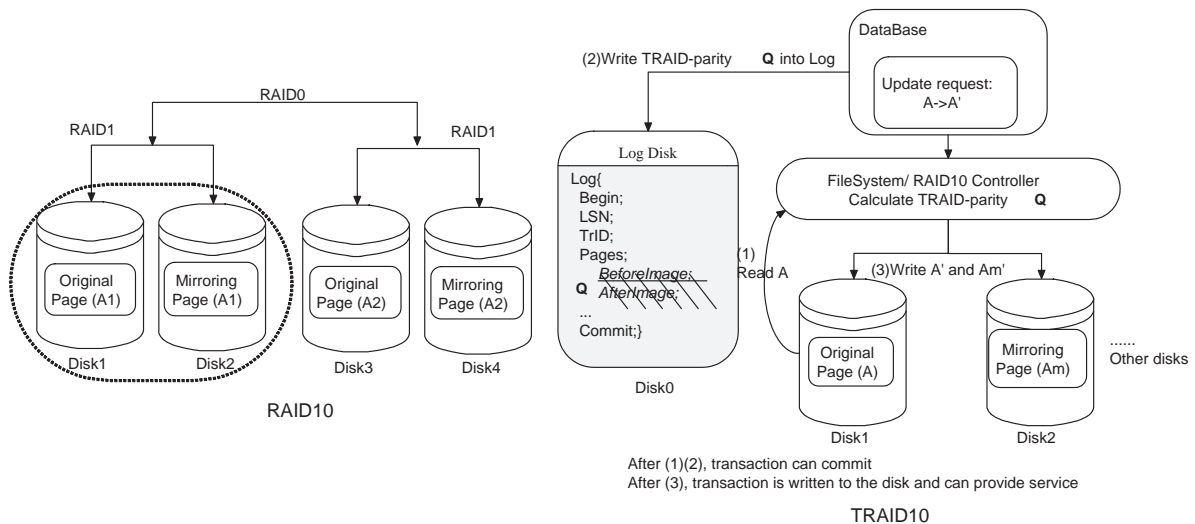 RAID0
RAID1
RAID1
Original
Page (A1)
Mirroring
Page (A1)
Original
Page (A2)
Mirroring
Page (A2)
Disk1
Disk2
Disk3
Disk4
RAID10
DataBase
Update request:
A->A'
(2)Write TRAID-parity Q into Log
Log Disk
Log{
Begin;
LSN;
TrID;
Pages;
BeforeImage;
Q AfterImage;
...
Commit;}
Disk0
FileSystem/ RAID10 Controller
Calculate TRAID-parity Q
(1)
Read A
(3)Write A' and Am'
Original
Page (A)
Mirroring
Page (Am)
......
Other disks
Disk1
Disk2
After (1)(2), transaction can commit
After (3), transaction is written to the disk and can provide service
TRAID10